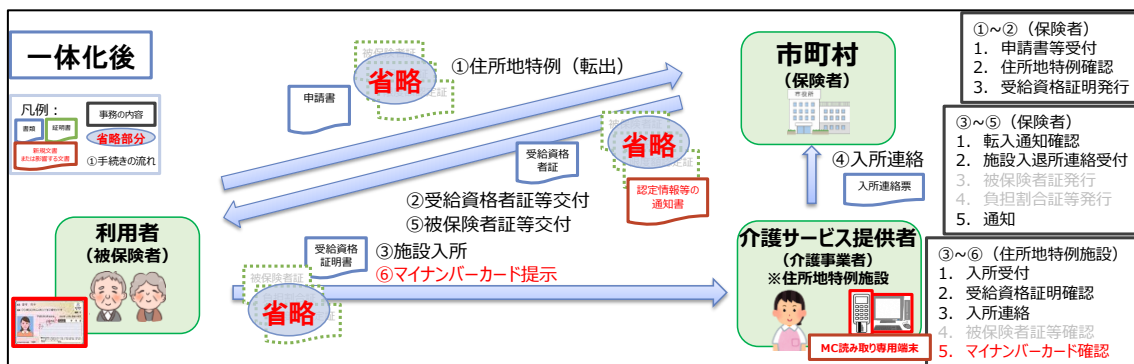 一体化後
凡例:
書類
証明書
事務の内容
省略部分
新規文書
または影響する文書
①手続きの流れ
被保険者証
定証
省略
①住所地特例（転出）
申請書
市町村
（保険者）
市役所
①~②（保険者）
1. 申請書等受付
2. 住所地特例確認
3. 受給資格証明発行
受給資格
者証
省略
認定情報等の
通知書
④入所連絡
入所連絡票
③~⑤（保険者）
1. 転入通知確認
2. 施設入退所連絡受付
3. 被保険者証発行
4. 負担割合証等発行
5. 通知
②受給資格者証等交付
⑤被保険者証等交付
利用者
（被保険者）
受給資格
証明書
③施設入所
⑥マイナンバーカード提示
被保険者証
省略
介護サービス提供者
（介護事業者）
※住所地特例施設
MC読み取り専用端末
③~⑥（住所地特例施設）
1. 入所受付
2. 受給資格証明確認
3. 入所連絡
4. 被保険者証等確認
5. マイナンバーカード確認